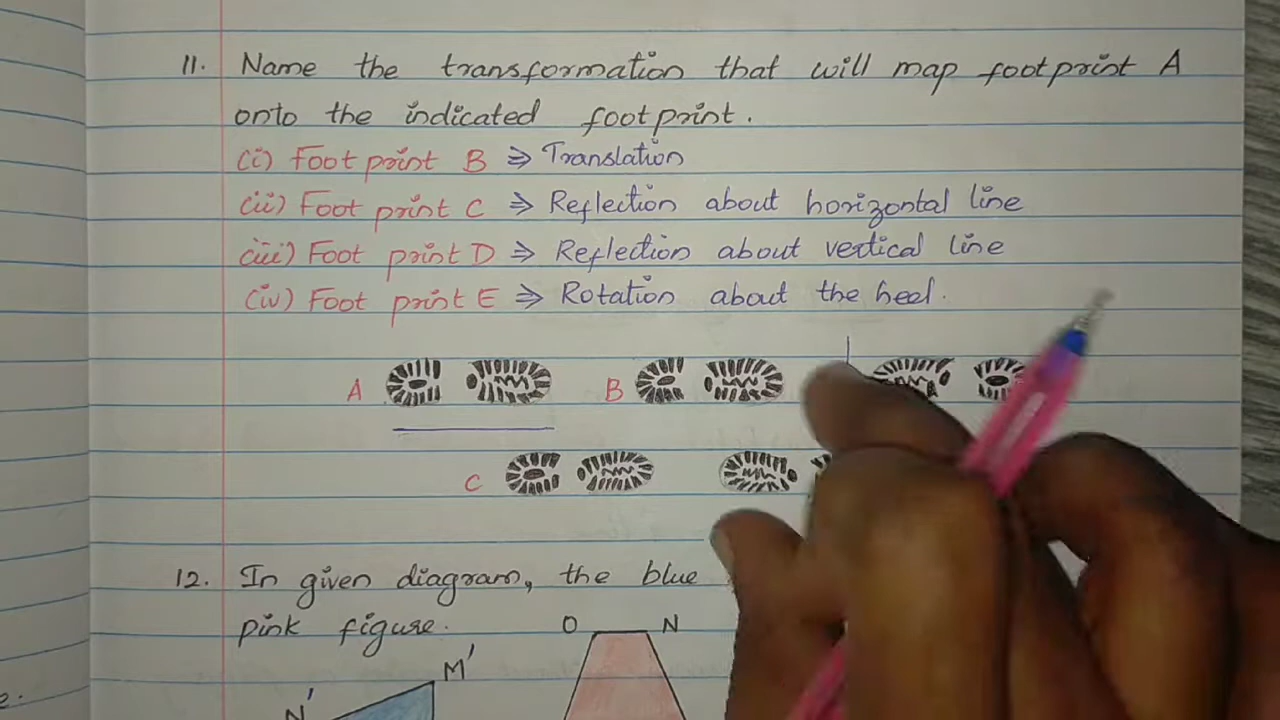 11. Name the transformation that will map footprint A
onto the indicated footprint.
(i) Foot print B ⇒ Translation
(ii) Foot print C ⇒ Reflection about horizontal line
(iii) Foot print D ⇒ Reflection about vertical line
(iv) Foot print E ⇒ Rotation about the heel.
A B
C
12. In given diagram, the blue
pink figure.
O N
M'
N'
e.